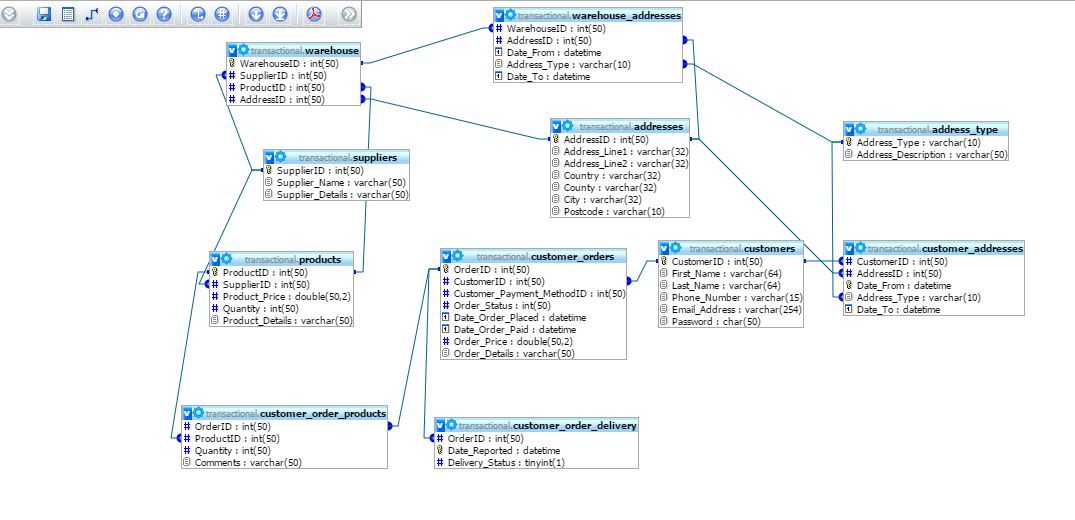 transactional.warehouse_addresses
WarehouseID : int(50)
AddressID : int(50)
Date_From : datetime
Address_Type : varchar(10)
Date_To : datetime
transactional.warehouse
WarehouseID : int(50)
SupplierID : int(50)
ProductID : int(50)
AddressID : int(50)
transactional.addresses
AddressID : int(50)
Address_Line1 : varchar(32)
Address_Line2 : varchar(32)
Country : varchar(32)
County : varchar(32)
City : varchar(32)
Postcode : varchar(10)
transactional.address_type
Address_Type : varchar(10)
Address_Description : varchar(50)
transactional.suppliers
SupplierID : int(50)
Supplier_Name : varchar(50)
Supplier_Details : varchar(50)
transactional.products
ProductID : int(50)
SupplierID : int(50)
Product_Price : double(50,2)
Quantity : int(50)
Product_Details : varchar(50)
transactional.customer_orders
OrderID : int(50)
CustomerID : int(50)
Customer_Payment_MethodID : int(50)
Order_Status : int(50)
Date_Order_Placed : datetime
Date_Order_Paid : datetime
Order_Price : double(50,2)
Order_Details : varchar(50)
transactional.customers
CustomerID : int(50)
First_Name : varchar(64)
Last_Name : varchar(64)
Phone_Number : varchar(15)
Email_Address : varchar(254)
Password : char(50)
transactional.customer_addresses
CustomerID : int(50)
AddressID : int(50)
Date_From : datetime
Address_Type : varchar(10)
Date_To : datetime
transactional.customer_order_products
OrderID : int(50)
ProductID : int(50)
Quantity : int(50)
Comments : varchar(50)
transactional.customer_order_delivery
OrderID : int(50)
Date_Reported : datetime
Delivery_Status : tinyint(1)